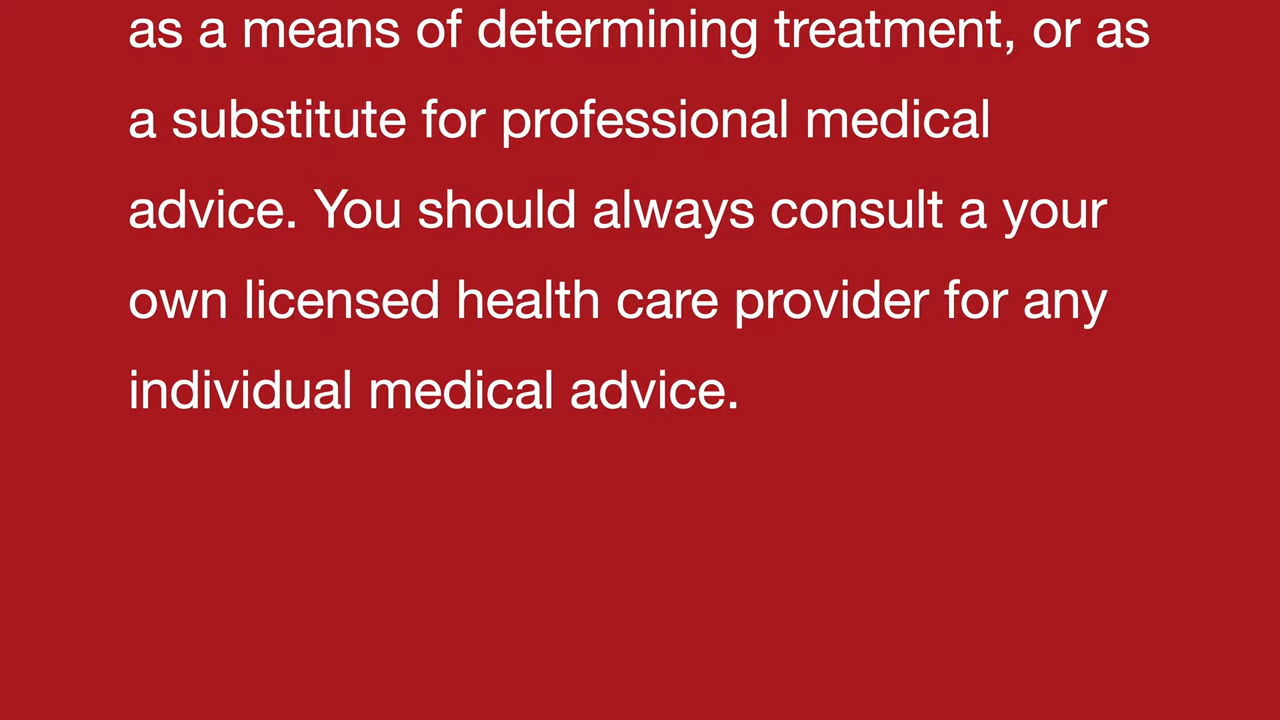 as a means of determining treatment, or as
a substitute for professional medical
advice. You should always consult a your
own licensed health care provider for any
individual medical advice.